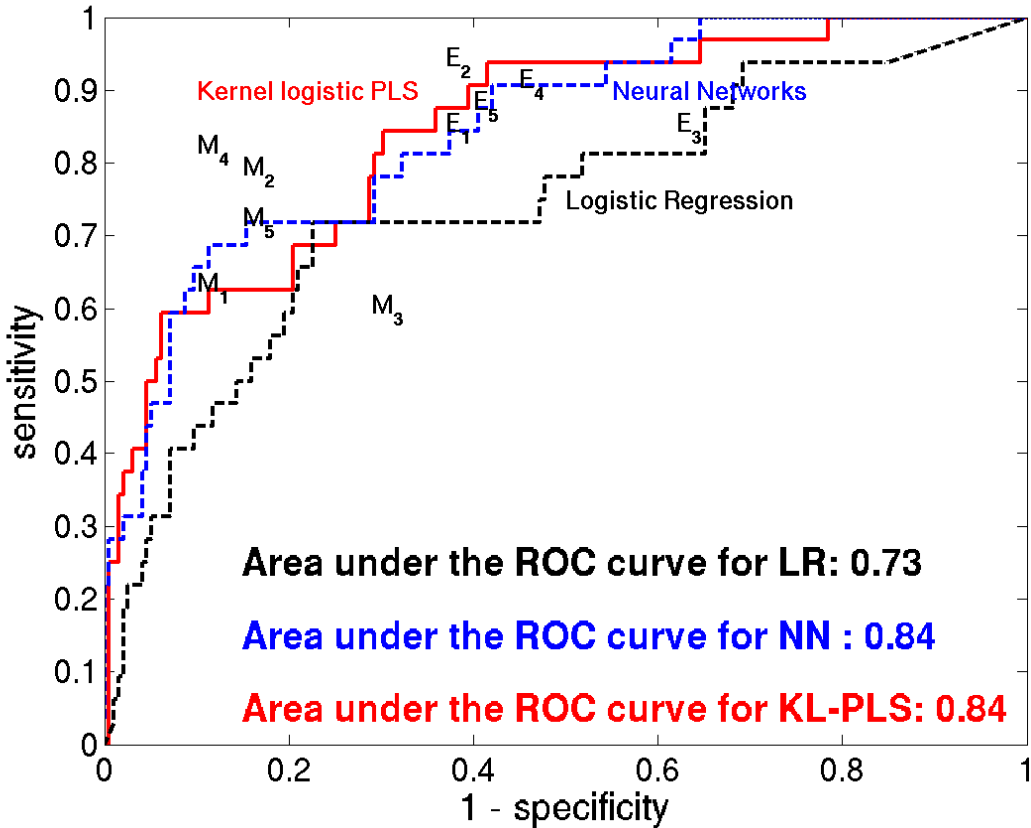 1
0.9
0.8
0.7
0.6
0.5
0.4
0.3
0.2
0.1
0
sensitivity
Kernel logistic PLS
Neural Networks
Logistic Regression
E2
E4
E5
E1
E3
M4
M2
M5
M1
M3
Area under the ROC curve for LR: 0.73
Area under the ROC curve for NN : 0.84
Area under the ROC curve for KL-PLS: 0.84
0 0.2 0.4 0.6 0.8 1
1 - specificity